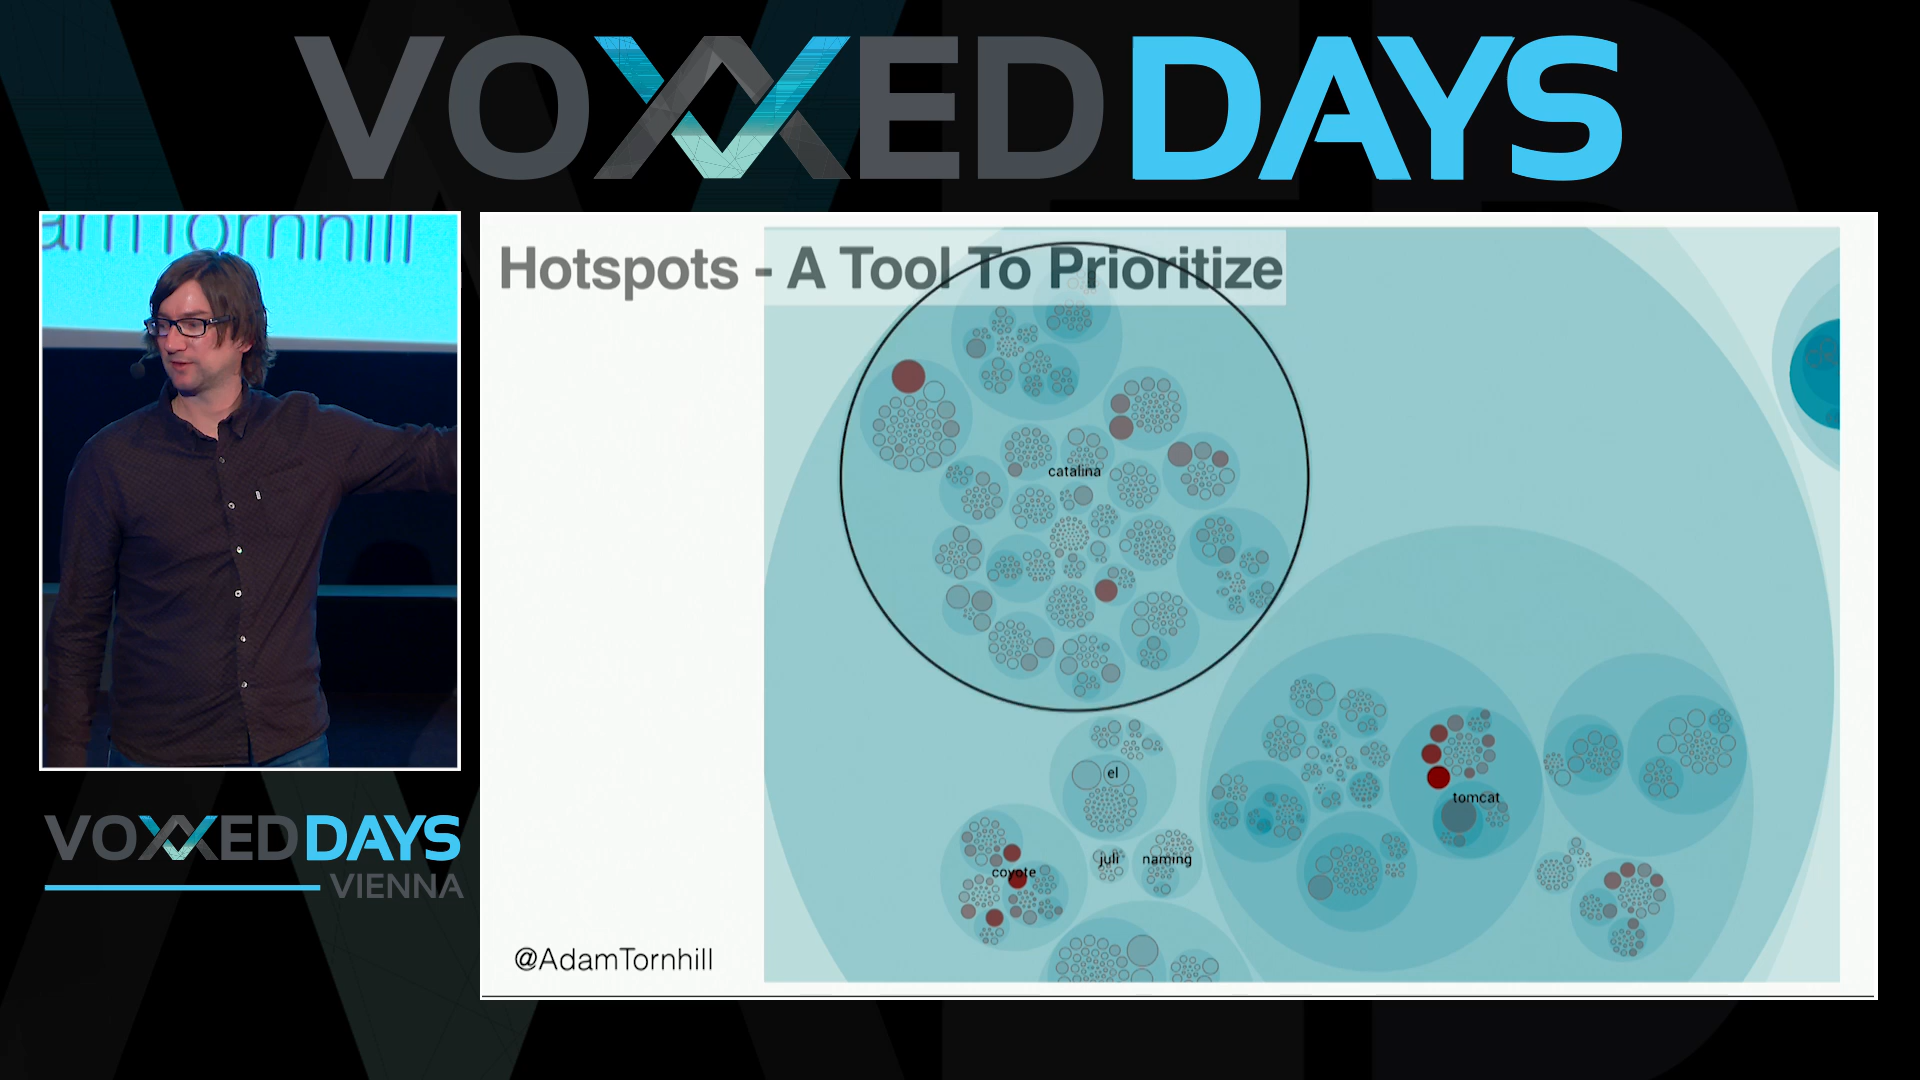 VOXXED DAYS
amTornhill
Hotspots - A Tool To Prioritize
catalina
el
tomcat
juli
naming
coyote
VOXXED DAYS
VIENNA
@AdamTornhill